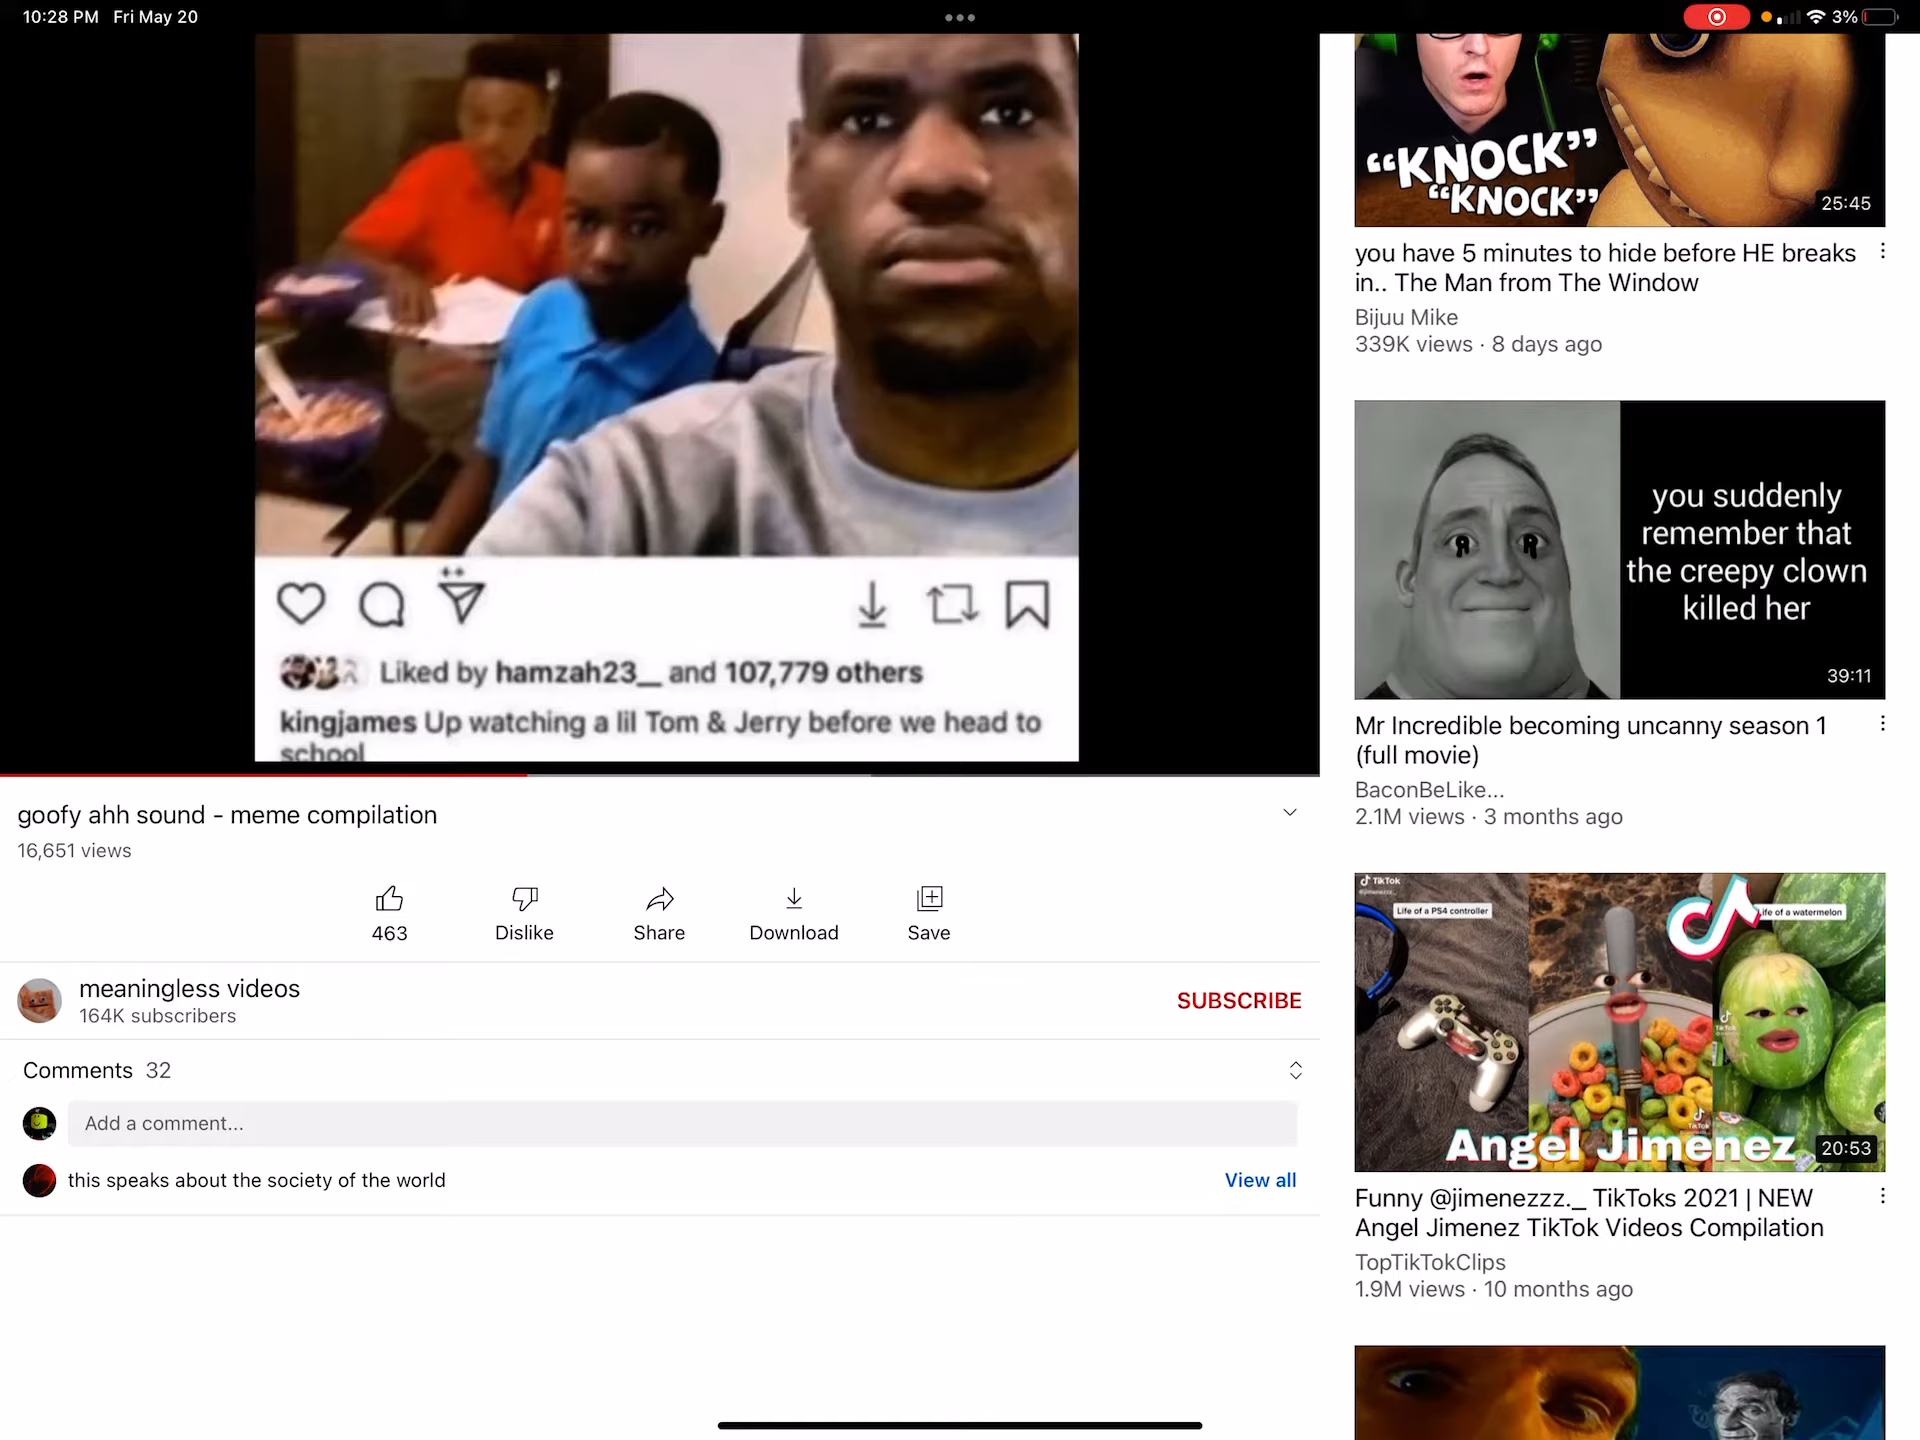 10:28 PM Fri May 20
3%
Liked by hamzah23__ and 107,779 others
kingjames Up watching a lil Tom & Jerry before we head to
school
goofy ahh sound - meme compilation
16,651 views
463
Dislike
Share
Download
Save
meaningless videos
164K subscribers
SUBSCRIBE
Comments 32
Add a comment...
this speaks about the society of the world
View all
“KNOCK”
“KNOCK”
25:45
you have 5 minutes to hide before HE breaks
in.. The Man from The Window
Bijuu Mike
339K views · 8 days ago
you suddenly
remember that
the creepy clown
killed her
39:11
Mr Incredible becoming uncanny season 1
(full movie)
BaconBeLike...
2.1M views · 3 months ago
TikTok
Life of a PS4 controller
ife of a watermelon
TikTok
TikTok
Angel Jimenez
20:53
Funny @jimenezzz._ TikToks 2021 | NEW
Angel Jimenez TikTok Videos Compilation
TopTikTokClips
1.9M views · 10 months ago